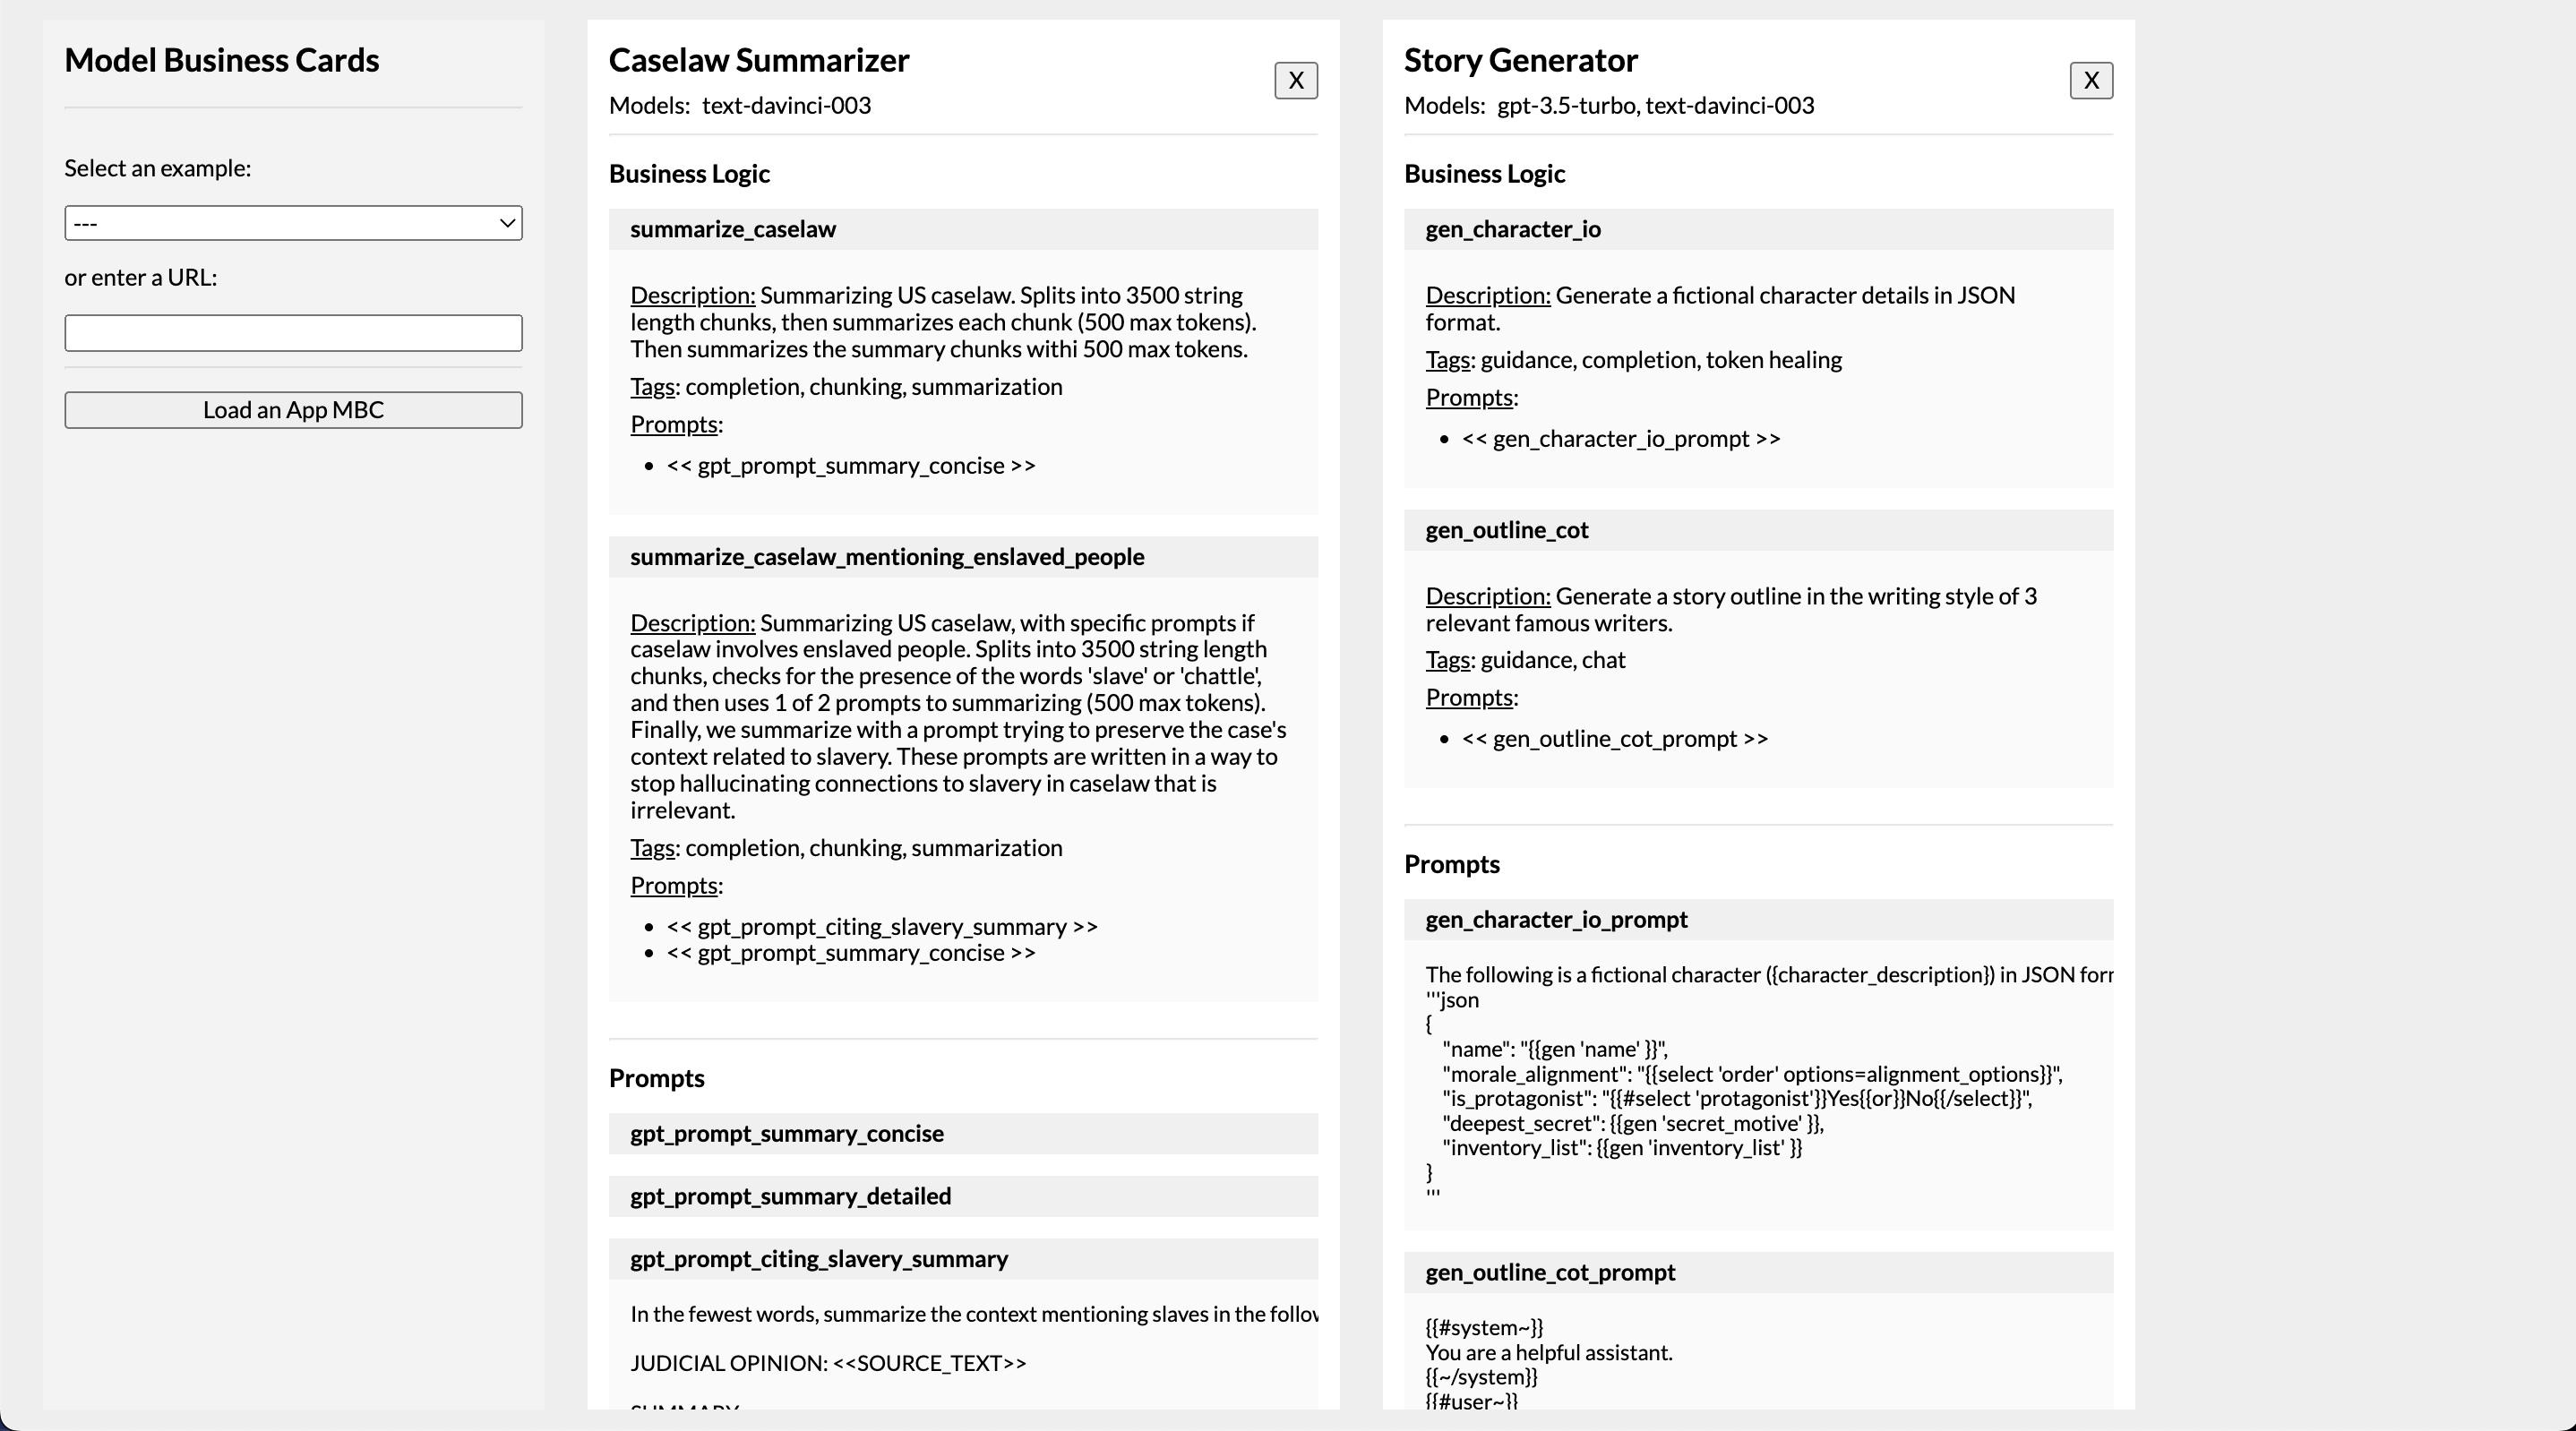 Model Business Cards
Select an example:
---
or enter a URL:
Load an App MBC
Caselaw Summarizer
X
Models: text-davinci-003
Business Logic
summarize_caselaw
Description: Summarizing US caselaw. Splits into 3500 string
length chunks, then summarizes each chunk (500 max tokens).
Then summarizes the summary chunks withi 500 max tokens.
Tags: completion, chunking, summarization
Prompts:
• << gpt_prompt_summary_concise >>
summarize_caselaw_mentioning_enslaved_people
Description: Summarizing US caselaw, with specific prompts if
caselaw involves enslaved people. Splits into 3500 string length
chunks, checks for the presence of the words 'slave' or 'chattle',
and then uses 1 of 2 prompts to summarizing (500 max tokens).
Finally, we summarize with a prompt trying to preserve the case's
context related to slavery. These prompts are written in a way to
stop hallucinating connections to slavery in caselaw that is
irrelevant.
Tags: completion, chunking, summarization
Prompts:
• << gpt_prompt_citing_slavery_summary >>
• << gpt_prompt_summary_concise >>
Prompts
gpt_prompt_summary_concise
gpt_prompt_summary_detailed
gpt_prompt_citing_slavery_summary
In the fewest words, summarize the context mentioning slaves in the
JUDICIAL OPINION: <<SOURCE_TEXT>>
Story Generator
X
Models: gpt-3.5-turbo, text-davinci-003
Business Logic
gen_character_io
Description: Generate a fictional character details in JSON
format.
Tags: guidance, completion, token healing
Prompts:
• << gen_character_io_prompt >>
gen_outline_cot
Description: Generate a story outline in the writing style of 3
relevant famous writers.
Tags: guidance, chat
Prompts:
• << gen_outline_cot_prompt >>
Prompts
gen_character_io_prompt
The following is a fictional character ({character_description}) in JSON
'''json
{
"name": "{{gen 'name' }}",
"morale_alignment": "{{select 'order' options=alignment_options}}",
"is_protagonist": "{{#select 'protagonist'}}Yes{{or}}No{{/select}}",
"deepest_secret": {{gen 'secret_motive' }},
"inventory_list": {{gen 'inventory_list' }}
}
'''
gen_outline_cot_prompt
{{#system~}}
You are a helpful assistant.
{{~/system}}
{{#user~}}